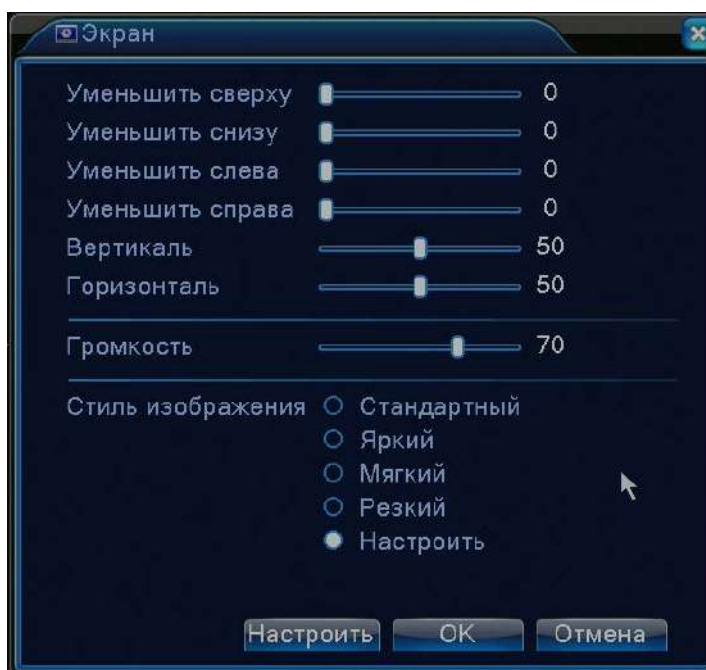 Экран
Уменьшить сверху 0
Уменьшить снизу 0
Уменьшить слева 0
Уменьшить справа 0
Вертикаль 50
Горизонталь 50
Громкость 70
Стиль изображения Стандартный
Яркий
Мягкий
Резкий
Настроить
Настроить OK Отмена